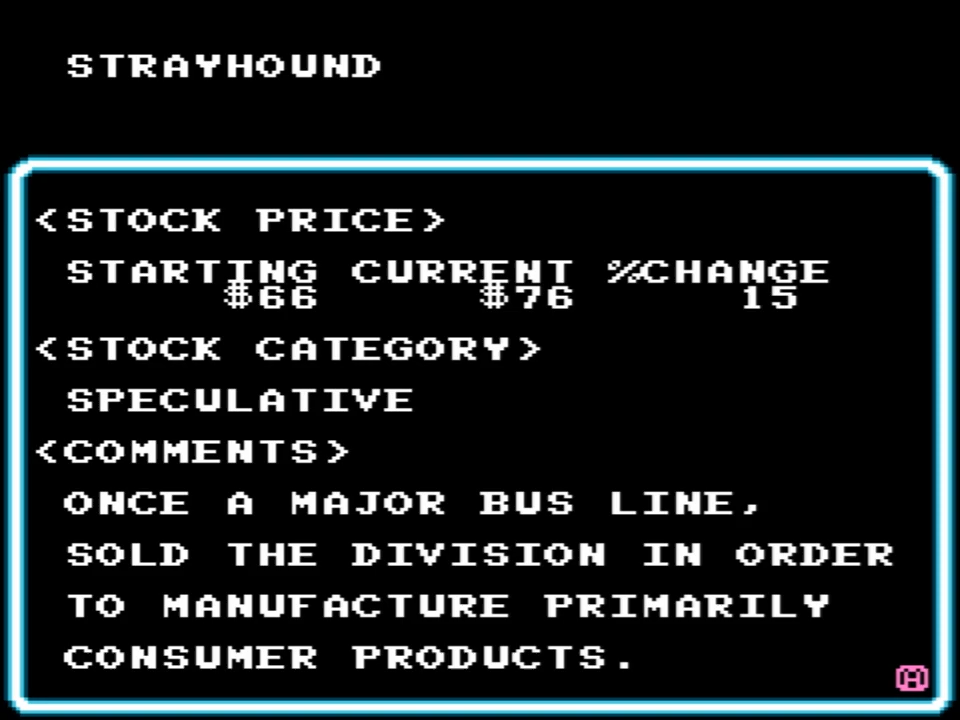 STRAYHOUND
<STOCK PRICE>
STARTING CURRENT %CHANGE
$66 $76 15
<STOCK CATEGORY>
SPECULATIVE
<COMMENTS>
ONCE A MAJOR BUS LINE,
SOLD THE DIVISION IN ORDER
TO MANUFACTURE PRIMARILY
CONSUMER PRODUCTS.